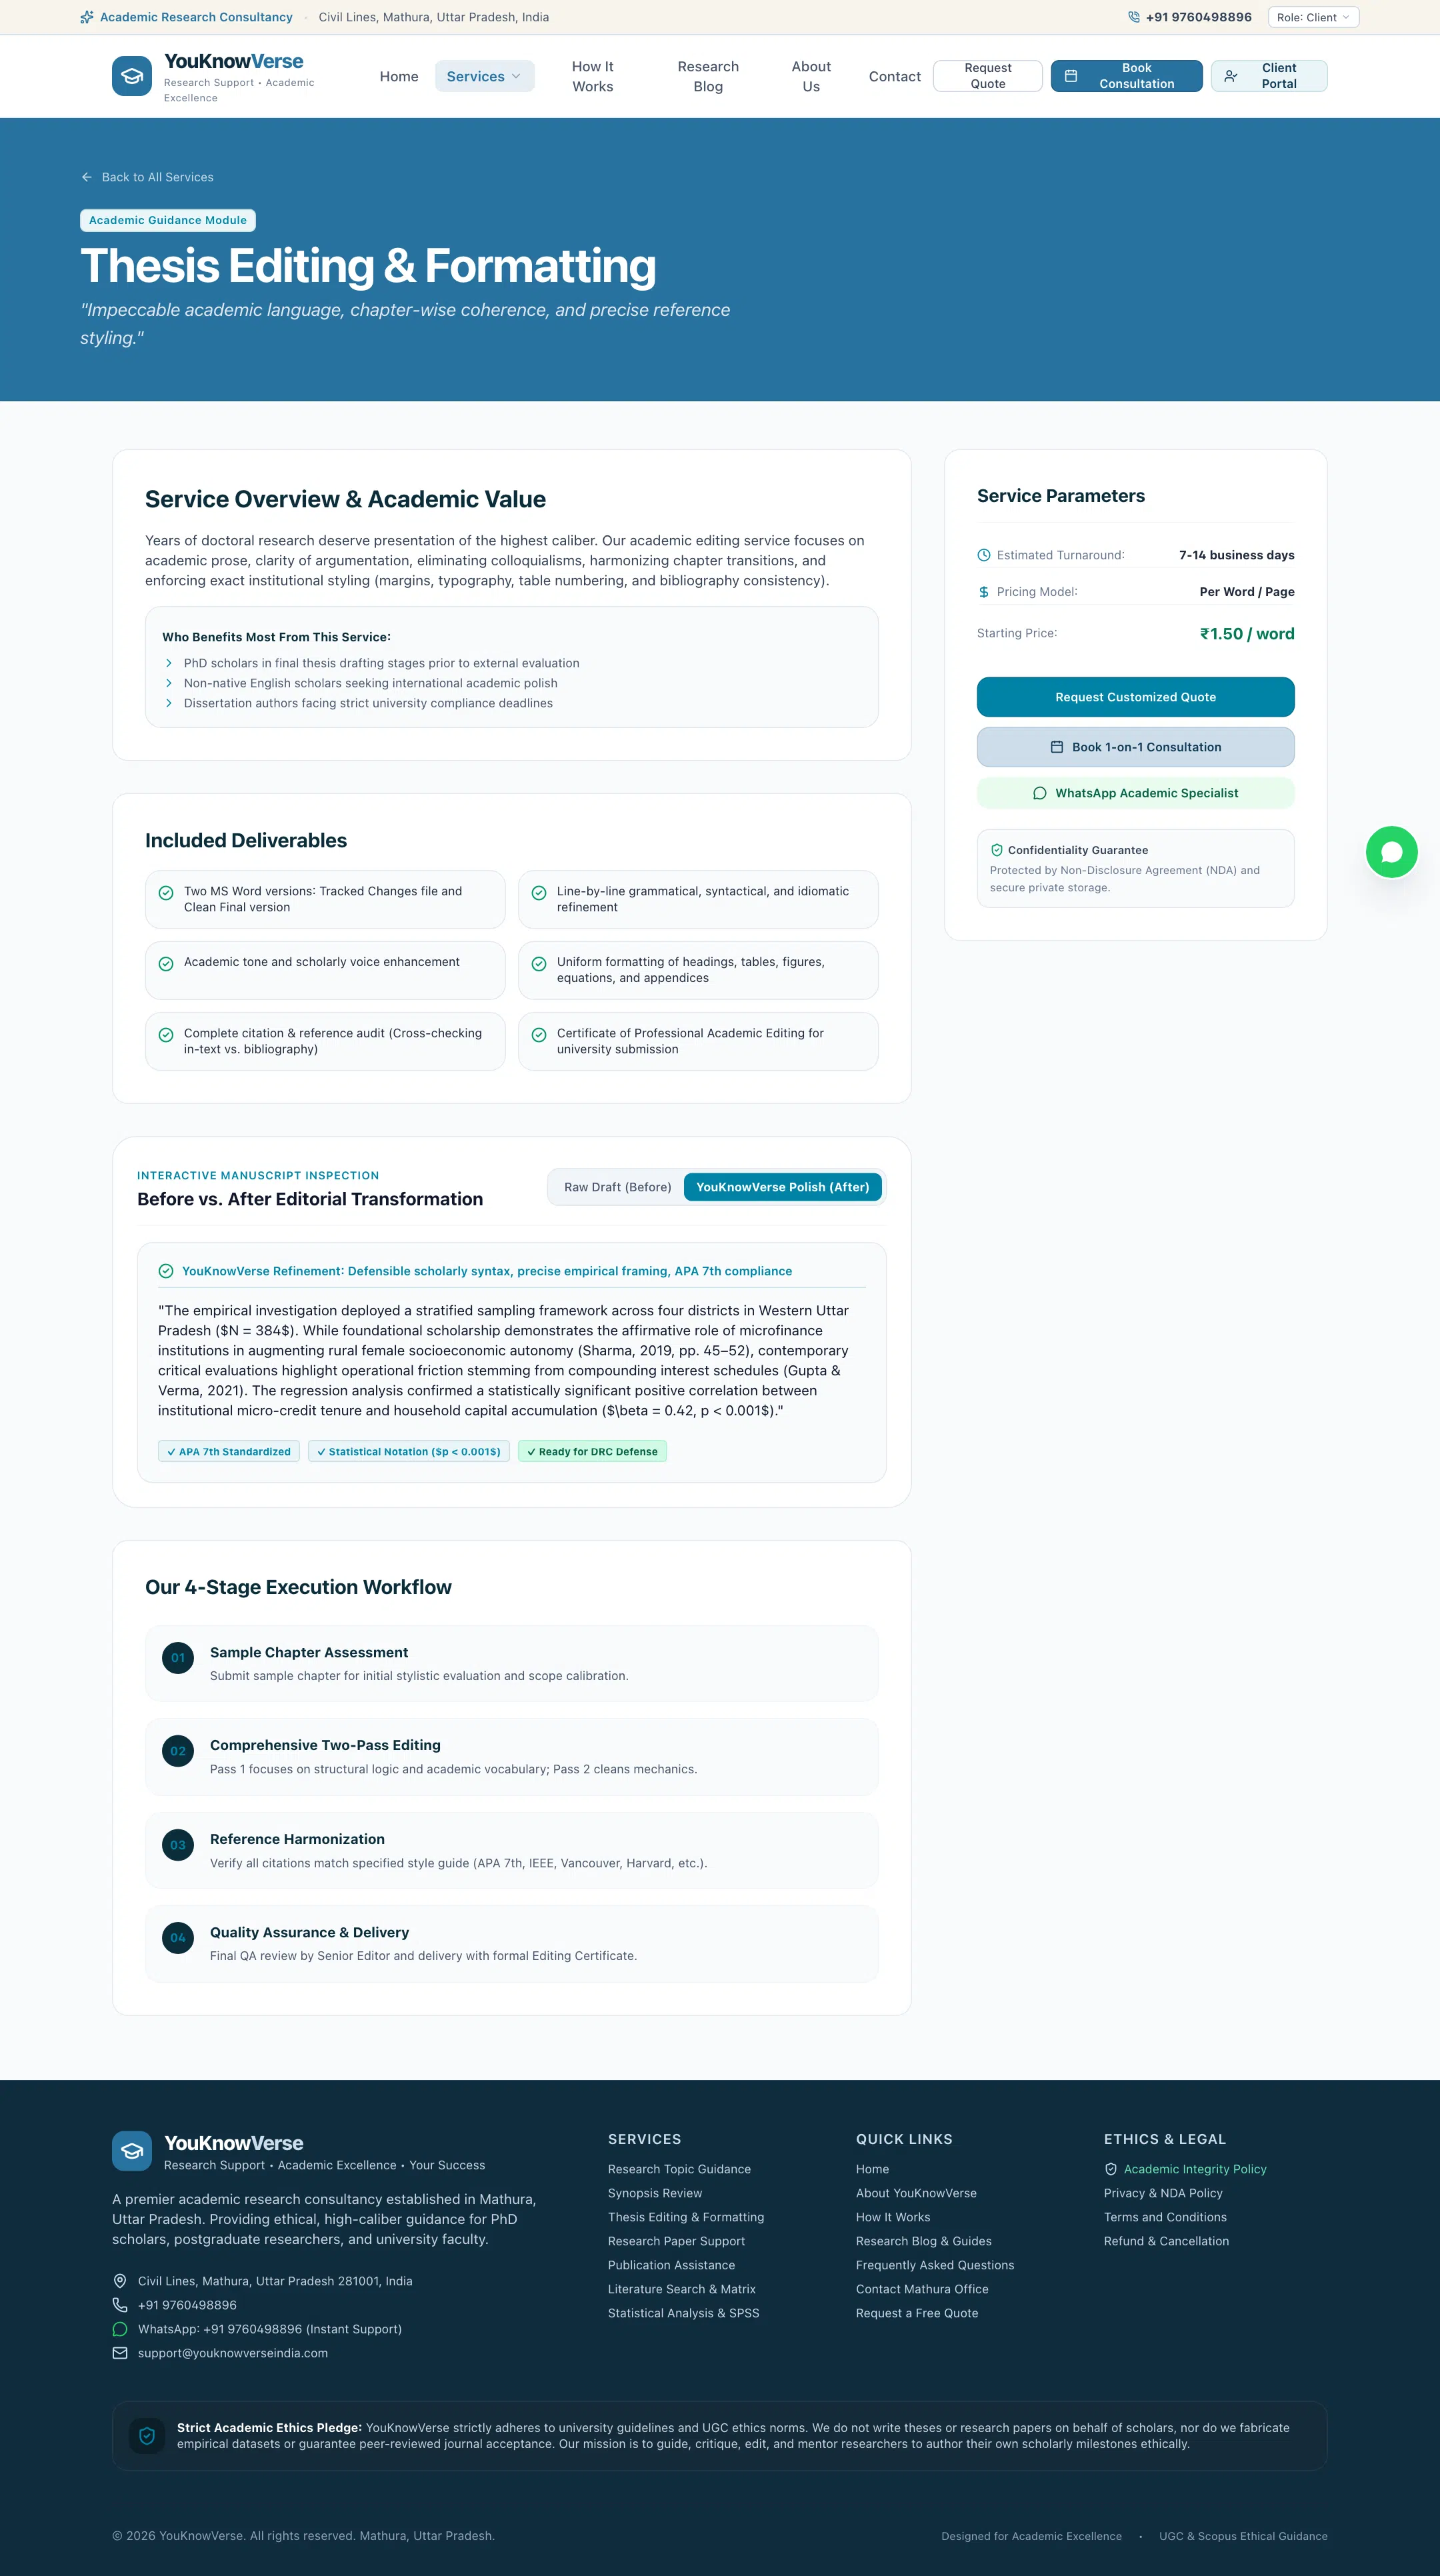 Academic Research Consultancy • Civil Lines, Mathura, Uttar Pradesh, India
+91 9760498896
Role: Client
YouKnowVerse
Research Support • Academic
Excellence
Home
Services
How It
Works
Research
Blog
About
Us
Contact
Request
Quote
Book
Consultation
Client
Portal
Back to All Services
Academic Guidance Module
Thesis Editing & Formatting
"Impeccable academic language, chapter-wise coherence, and precise reference
styling."
Service Overview & Academic Value
Years of doctoral research deserve presentation of the highest caliber. Our academic editing service focuses on
academic prose, clarity of argumentation, eliminating colloquialisms, harmonizing chapter transitions, and
enforcing exact institutional styling (margins, typography, table numbering, and bibliography consistency).
Who Benefits Most From This Service:
PhD scholars in final thesis drafting stages prior to external evaluation
Non-native English scholars seeking international academic polish
Dissertation authors facing strict university compliance deadlines
Service Parameters
Estimated Turnaround: 7-14 business days
Pricing Model: Per Word / Page
Starting Price: ₹1.50 / word
Request Customized Quote
Book 1-on-1 Consultation
WhatsApp Academic Specialist
Confidentiality Guarantee
Protected by Non-Disclosure Agreement (NDA) and
secure private storage.
Included Deliverables
Two MS Word versions: Tracked Changes file and
Clean Final version
Line-by-line grammatical, syntactical, and idiomatic
refinement
Academic tone and scholarly voice enhancement
Uniform formatting of headings, tables, figures,
equations, and appendices
Complete citation & reference audit (Cross-checking
in-text vs. bibliography)
Certificate of Professional Academic Editing for
university submission
INTERACTIVE MANUSCRIPT INSPECTION
Before vs. After Editorial Transformation
Raw Draft (Before)
YouKnowVerse Polish (After)
YouKnowVerse Refinement: Defensible scholarly syntax, precise empirical framing, APA 7th compliance
"The empirical investigation deployed a stratified sampling framework across four districts in Western Uttar
Pradesh ($N = 384$). While foundational scholarship demonstrates the affirmative role of microfinance
institutions in augmenting rural female socioeconomic autonomy (Sharma, 2019, pp. 45–52), contemporary
critical evaluations highlight operational friction stemming from compounding interest schedules (Gupta &
Verma, 2021). The regression analysis confirmed a statistically significant positive correlation between
institutional micro-credit tenure and household capital accumulation ($\beta = 0.42, p < 0.001$)."
✓ APA 7th Standardized
✓ Statistical Notation ($p < 0.001$)
✓ Ready for DRC Defense
Our 4-Stage Execution Workflow
01
Sample Chapter Assessment
Submit sample chapter for initial stylistic evaluation and scope calibration.
02
Comprehensive Two-Pass Editing
Pass 1 focuses on structural logic and academic vocabulary; Pass 2 cleans mechanics.
03
Reference Harmonization
Verify all citations match specified style guide (APA 7th, IEEE, Vancouver, Harvard, etc.).
04
Quality Assurance & Delivery
Final QA review by Senior Editor and delivery with formal Editing Certificate.
YouKnowVerse
Research Support • Academic Excellence • Your Success
A premier academic research consultancy established in Mathura,
Uttar Pradesh. Providing ethical, high-caliber guidance for PhD
scholars, postgraduate researchers, and university faculty.
Civil Lines, Mathura, Uttar Pradesh 281001, India
+91 9760498896
WhatsApp: +91 9760498896 (Instant Support)
support@youknowverseindia.com
SERVICES
Research Topic Guidance
Synopsis Review
Thesis Editing & Formatting
Research Paper Support
Publication Assistance
Literature Search & Matrix
Statistical Analysis & SPSS
QUICK LINKS
Home
About YouKnowVerse
How It Works
Research Blog & Guides
Frequently Asked Questions
Contact Mathura Office
Request a Free Quote
ETHICS & LEGAL
Academic Integrity Policy
Privacy & NDA Policy
Terms and Conditions
Refund & Cancellation
Strict Academic Ethics Pledge: YouKnowVerse strictly adheres to university guidelines and UGC ethics norms. We do not write theses or research papers on behalf of scholars, nor do we fabricate
empirical datasets or guarantee peer-reviewed journal acceptance. Our mission is to guide, critique, edit, and mentor researchers to author their own scholarly milestones ethically.
© 2026 YouKnowVerse. All rights reserved. Mathura, Uttar Pradesh.
Designed for Academic Excellence • UGC & Scopus Ethical Guidance